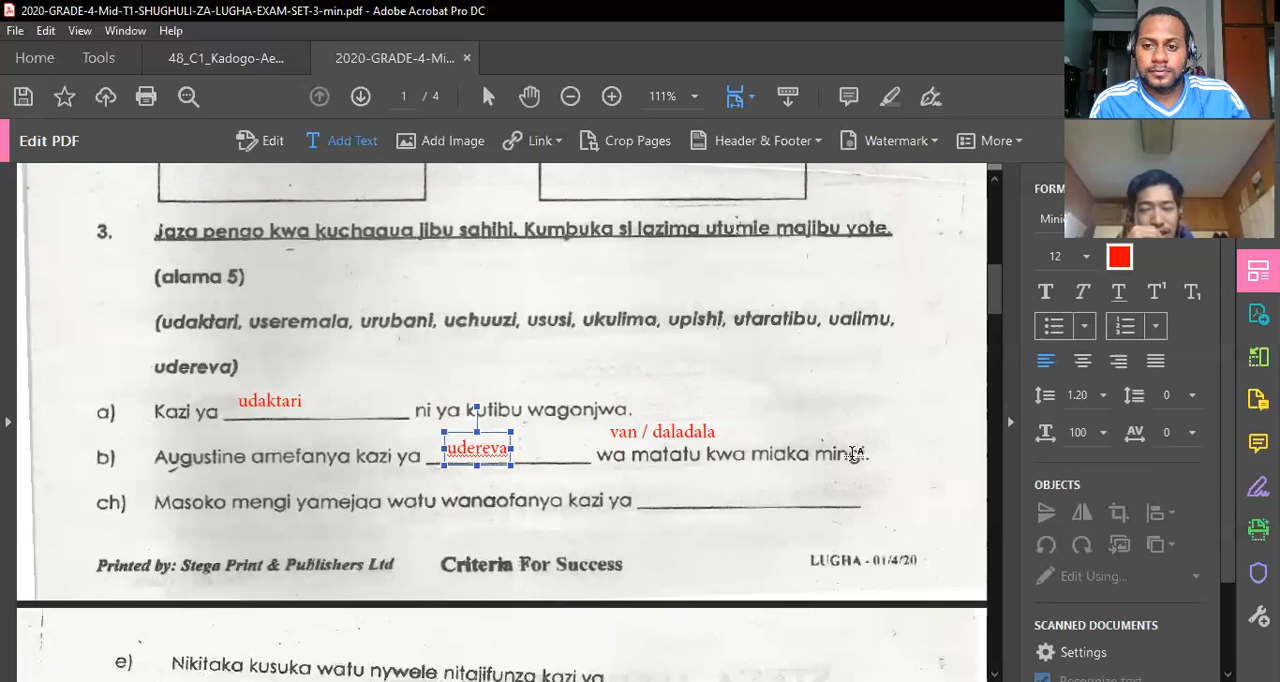 2020-GRADE-4-Mid-T1-SHUGHULI-ZA-LUGHA-EXAM-SET-3-min.pdf - Adobe Acrobat Pro DC
File Edit View Window Help
Home Tools 48_C1_Kadogo-Ae... 2020-GRADE-4-Mi... ×
1 / 4 111%
Edit PDF Edit Add Text Add Image Link Crop Pages Header & Footer Watermark More
3. Jaza pengo kwa kuchagua jibu sahihi. Kumbuka si lazima utumie majibu yote.
(alama 5)
(udaktari, useremala, urubani, uchuuzi, ususi, ukulima, upishi, utaratibu, ualimu,
udereva)
udaktari
a) Kazi ya ni ya kutibu wagonjwa.
van / daladala
udereva
b) Augustine amefanya kazi ya wa matatu kwa miaka
ch) Masoko mengi yamejaa watu wanaofanya kazi ya
Printed by: Stega Print & Publishers Ltd Criteria For Success LUGHA - 01/4/20
e) Nikitaka kusuka watu nywele nitajifunza kazi ya
FORM
Mini
12
1.20 0
100 AV 0
OBJECTS
Edit Using...
SCANNED DOCUMENTS
Settings
Recognize text